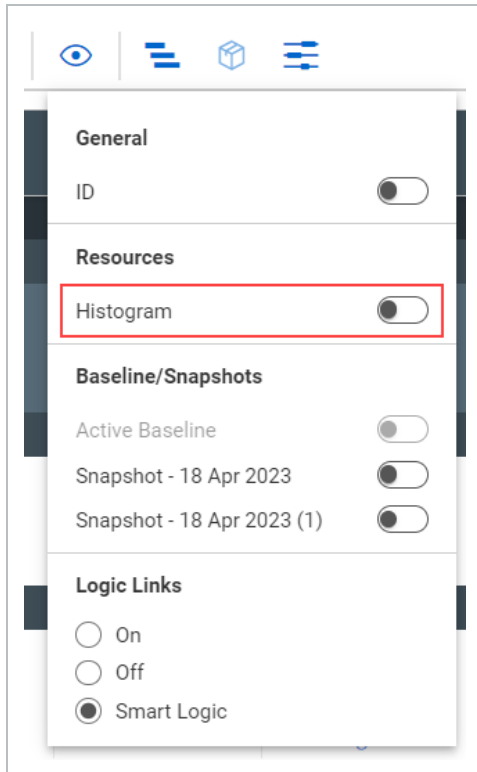 General
ID
Resources
Histogram
Baseline/Snapshots
Active Baseline
Snapshot - 18 Apr 2023
Snapshot - 18 Apr 2023 (1)
Logic Links
On
Off
Smart Logic